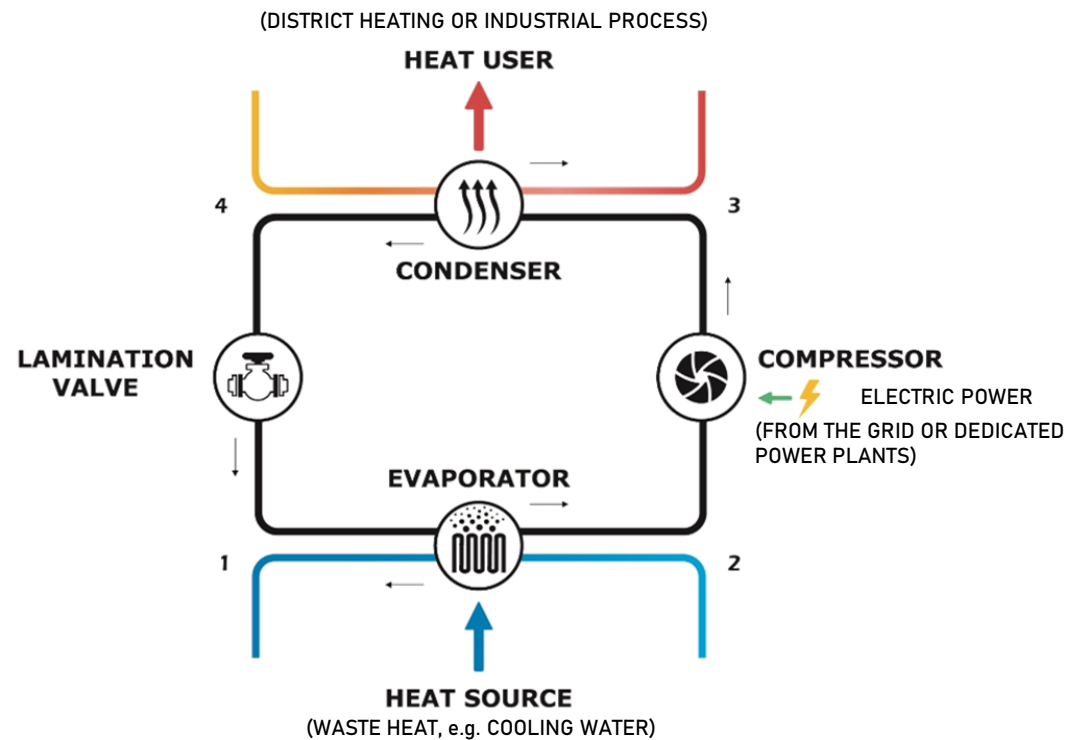 (DISTRICT HEATING OR INDUSTRIAL PROCESS)
HEAT USER
4
3
CONDENSER
LAMINATION
VALVE
COMPRESSOR
ELECTRIC POWER
(FROM THE GRID OR DEDICATED
POWER PLANTS)
EVAPORATOR
1
2
HEAT SOURCE
(WASTE HEAT, e.g. COOLING WATER)